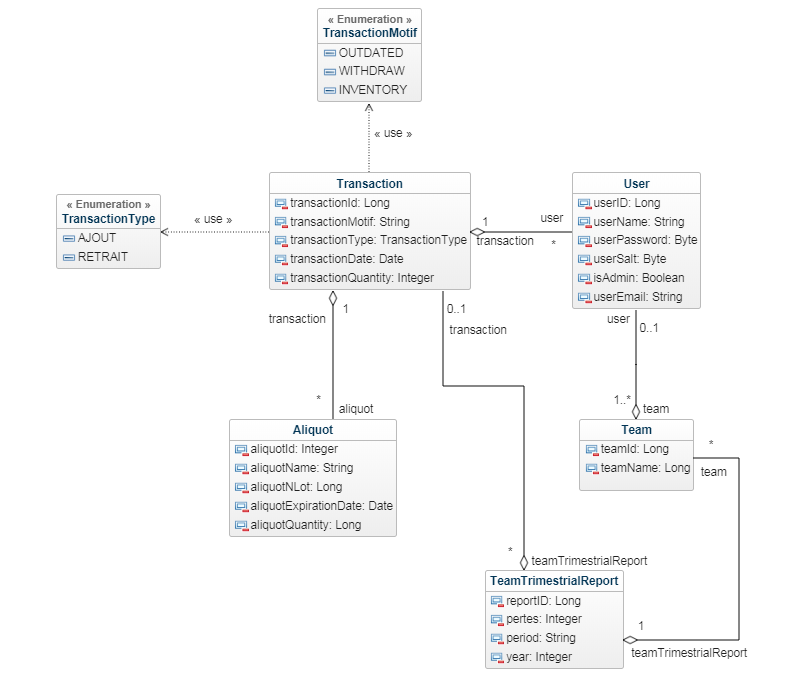 « Enumeration »
TransactionMotif
OUTDATED
WITHDRAW
INVENTORY
« use »
« Enumeration »
TransactionType
AJOUT
RETRAIT
« use »
Transaction
transactionId: Long
transactionMotif: String
transactionType: TransactionType
transactionDate: Date
transactionQuantity: Integer
1
user
transaction
*
User
userID: Long
userName: String
userPassword: Byte
userSalt: Byte
isAdmin: Boolean
userEmail: String
transaction
1
0..1
transaction
user
0..1
*
aliquot
1..*
team
Aliquot
aliquotId: Integer
aliquotName: String
aliquotNLot: Long
aliquotExpirationDate: Date
aliquotQuantity: Long
Team
teamId: Long
teamName: Long
*
team
*
teamTrimestrialReport
TeamTrimestrialReport
reportID: Long
pertes: Integer
period: String
year: Integer
1
teamTrimestrialReport